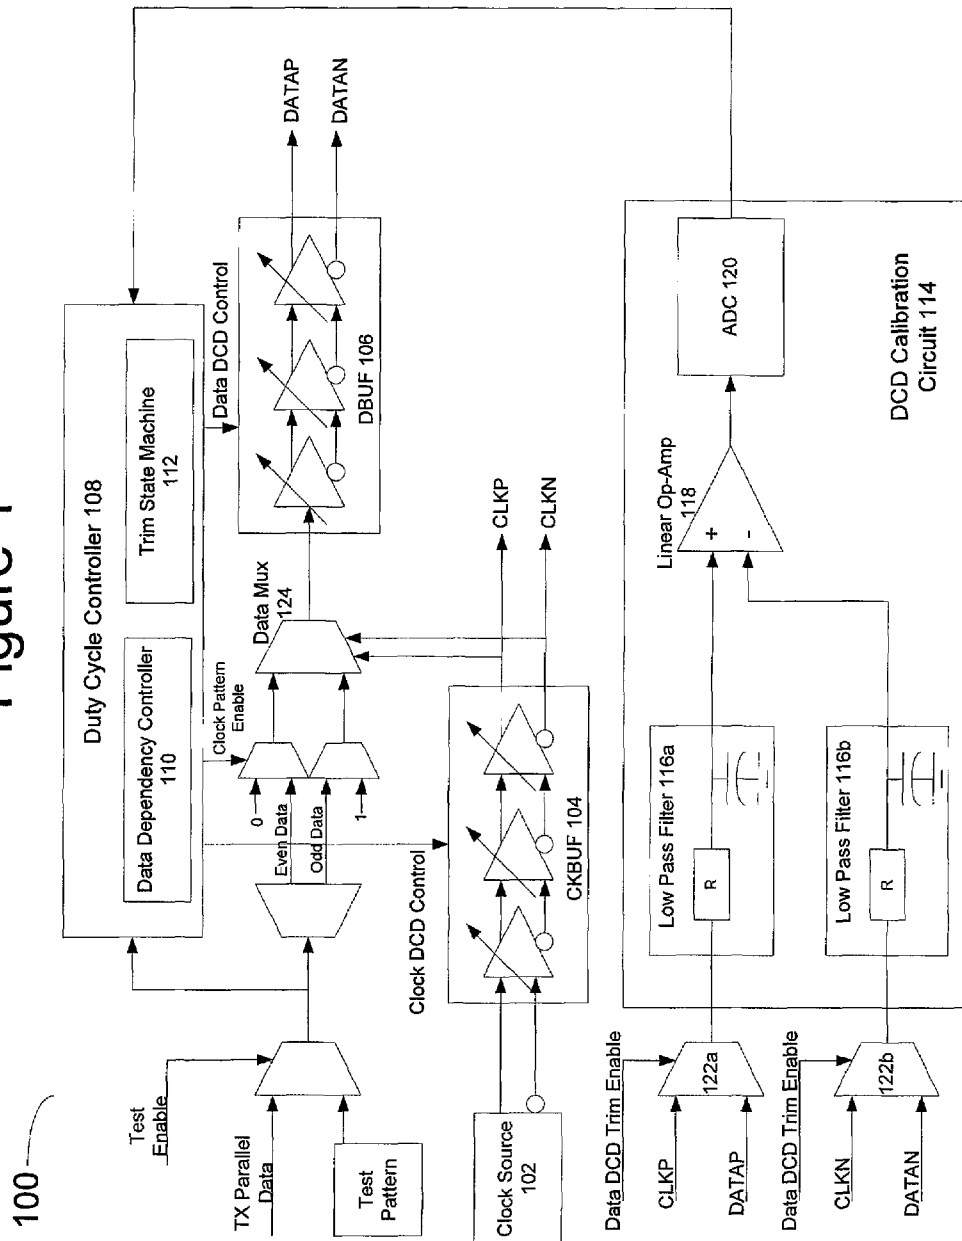 100
Duty Cycle Controller 108
Data Dependency Controller
110
Trim State Machine
112
Test
Enable
TX Parallel
Data
Test
Pattern
Clock Pattern
Enable
0
Even Data
Odd Data
1
Data Mux
124
Data DCD Control
DBUF 106
DATAP
DATAN
Clock DCD Control
Clock Source
102
CKBUF 104
CLKP
CLKN
Data DCD Trim Enable
CLKP
DATAP
122a
Data DCD Trim Enable
CLKN
DATAN
122b
Low Pass Filter 116a
R
Low Pass Filter 116b
R
Linear Op-Amp
118
+
-
ADC 120
DCD Calibration
Circuit 114